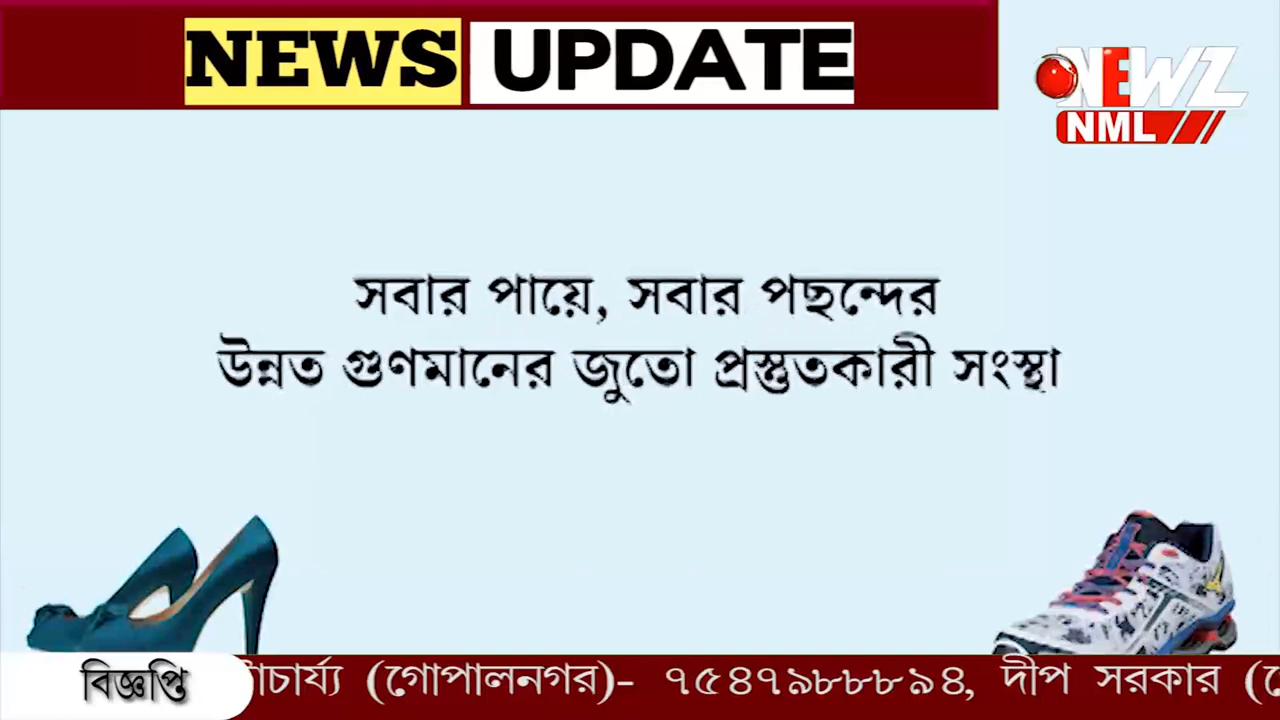 NEWS UPDATE
NEWZ
NML
সবার পায়ে, সবার পছন্দের
উন্নত গুণমানের জুতো প্রস্তুতকারী সংস্থা
বিজ্ঞপ্তি
(গোপালনগর)- ৭৫৪৭৯৮৮৮৯৪, দীপ সরকার